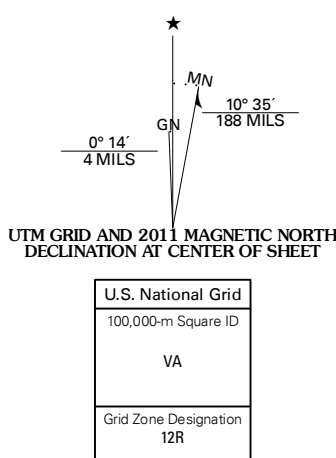 ★
MN
GN
0° 14´
4 MILS
10° 35´
188 MILS
UTM GRID AND 2011 MAGNETIC NORTH
DECLINATION AT CENTER OF SHEET
U.S. National Grid
100,000-m Square ID
VA
Grid Zone Designation
12R